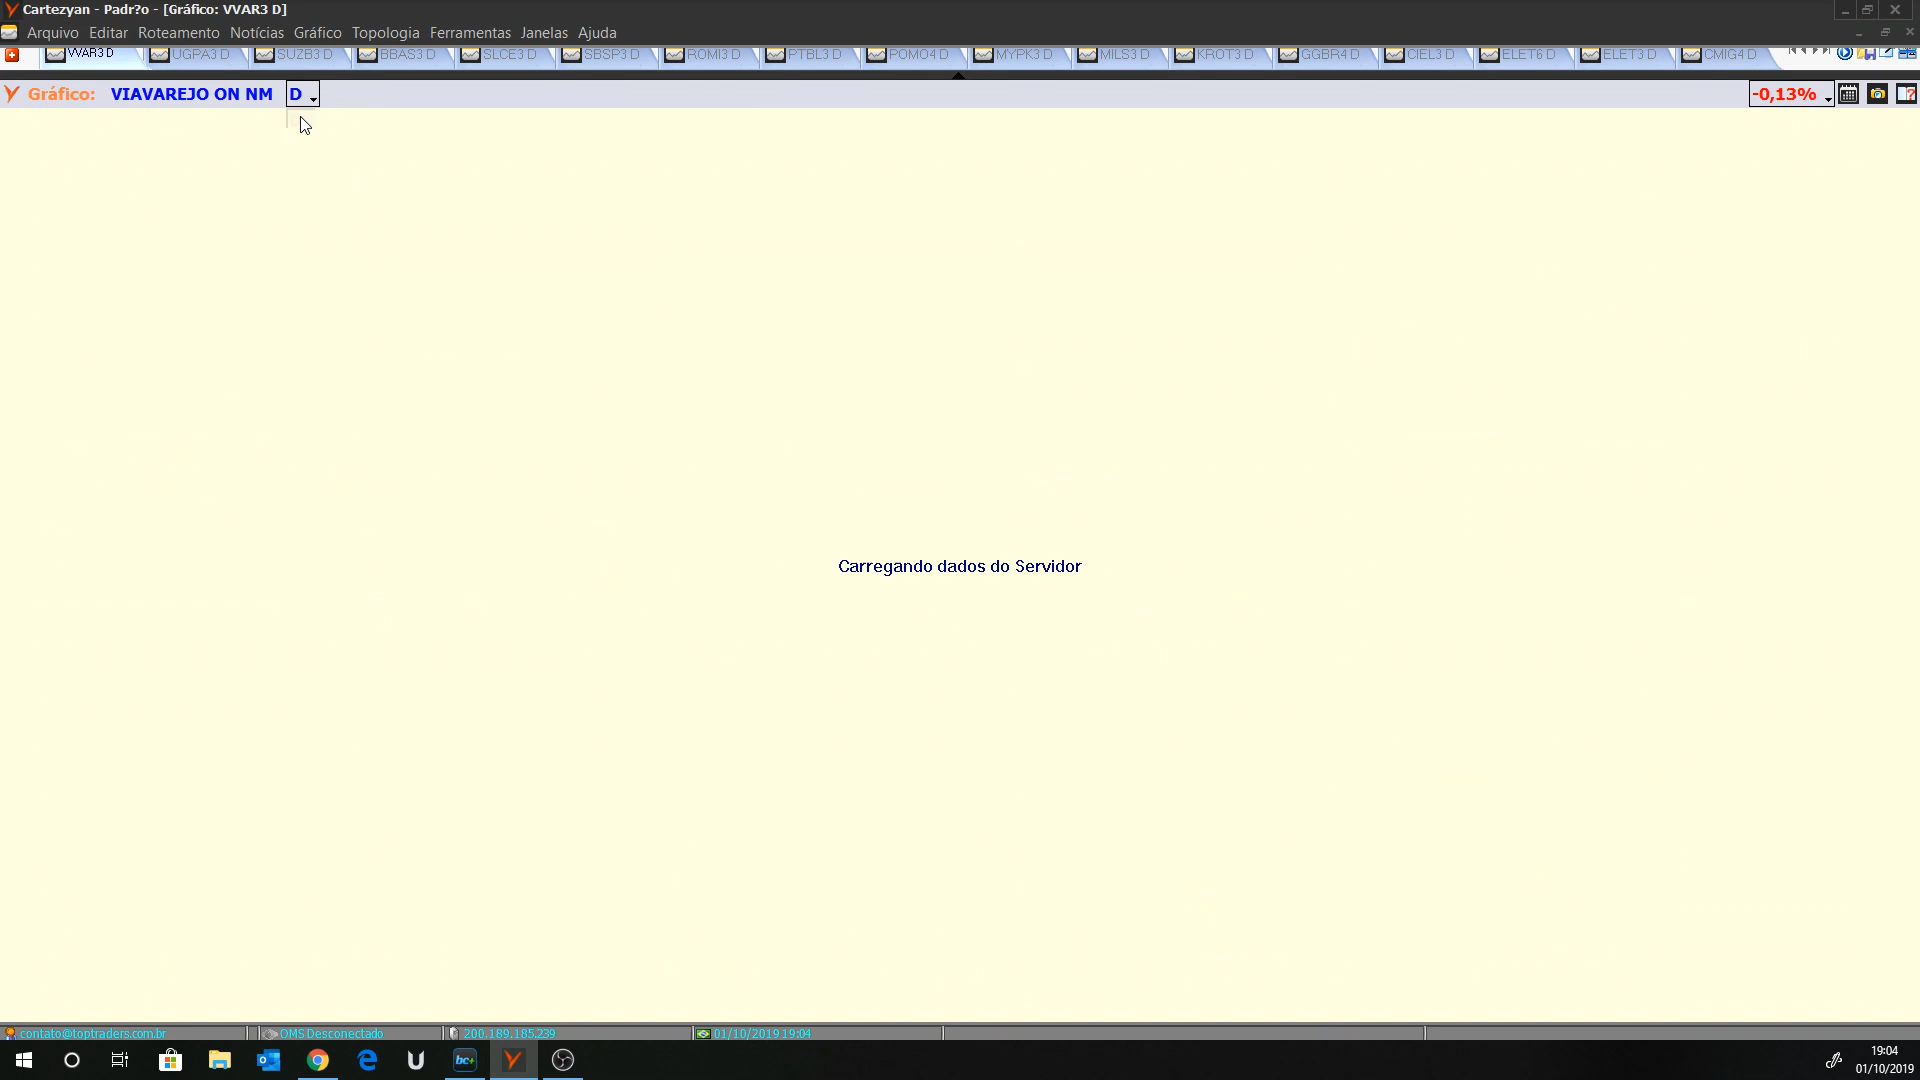 Cartezyan - Padr?o - [Gráfico: VVAR3 D]
Arquivo Editar Roteamento Notícias Gráfico Topologia Ferramentas Janelas Ajuda
VVAR3 D UGPA3 D SUZB3 D BBAS3 D SLCE3 D SBSP3 D ROMI3 D PTBL3 D POMO4 D MYPK3 D MILS3 D KROT3 D GGBR4 D CIEL3 D ELET6 D ELET3 D CMIG4 D
Gráfico: VIAVAREJO ON NM D -0,13%
Carregando dados do Servidor
contato@toptraders.com.br OMS Desconectado 200.189.185.239 01/10/2019 19:04
bc+
19:04
01/10/2019